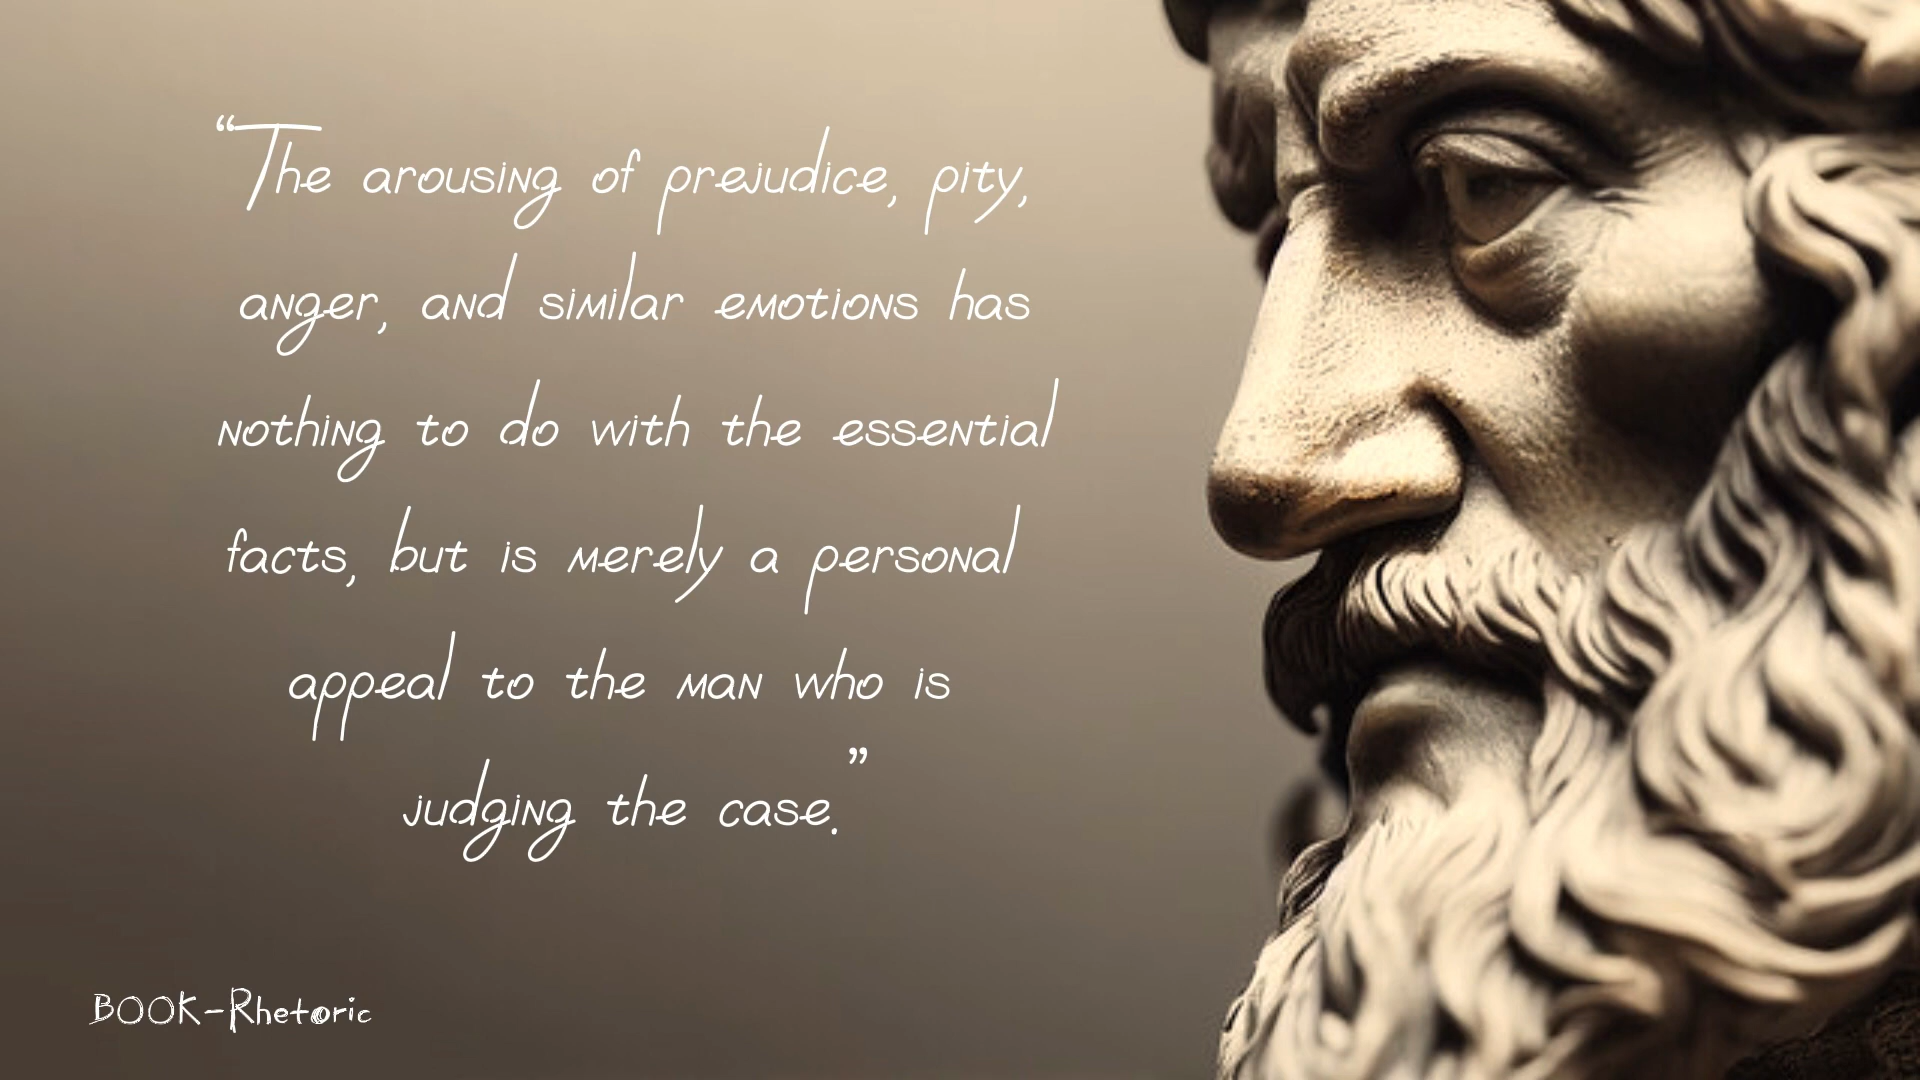 “The arousing of prejudice, pity,
anger, and similar emotions has
nothing to do with the essential
facts, but is merely a personal
appeal to the man who is
judging the case.”
BOOK-Rhetoric